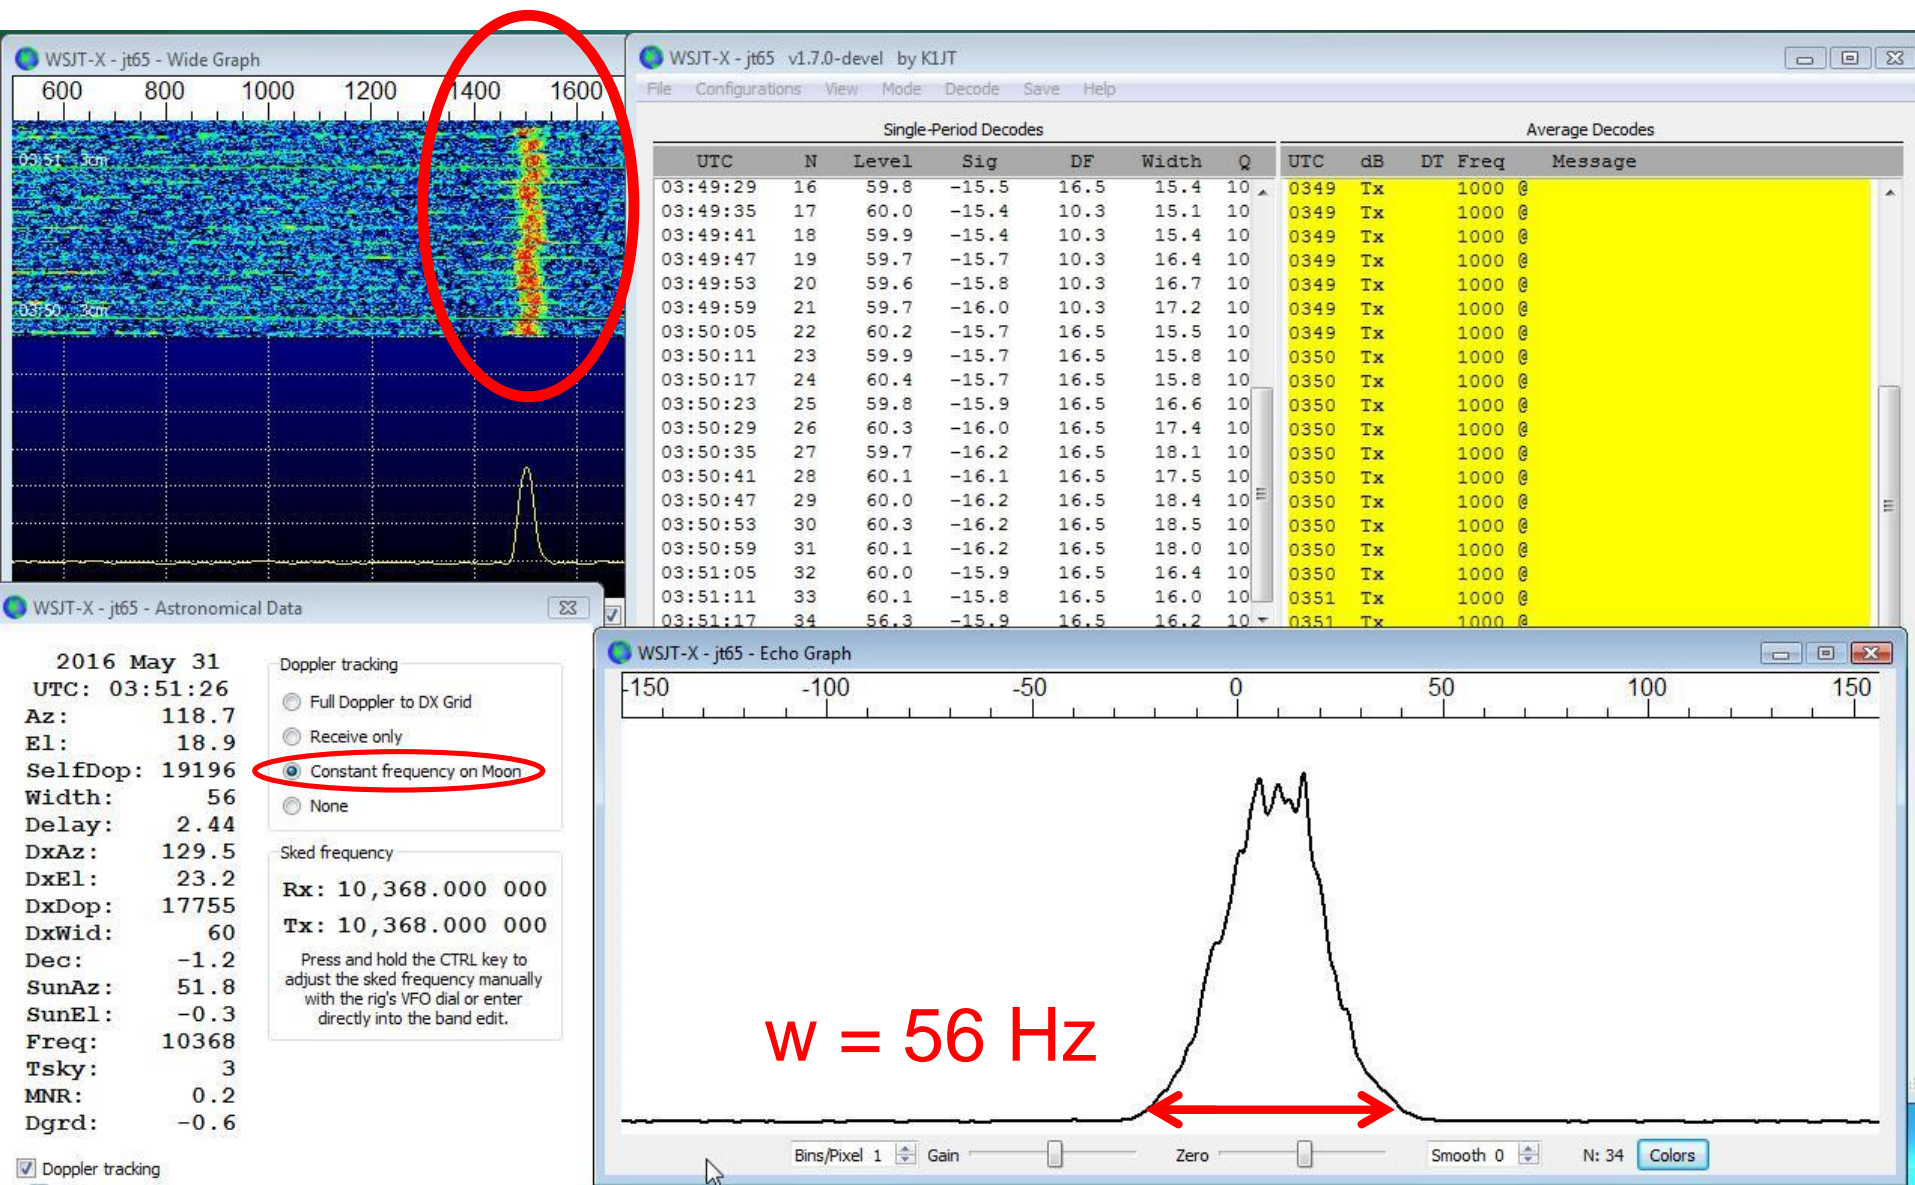 WSJT-X - jt65 - Wide Graph
600 800 1000 1200 1400 1600
03:51 3cm
03:50 3cm
WSJT-X - jt65 v1.7.0-devel by K1JT
File Configurations View Mode Decode Save Help
Single-Period Decodes Average Decodes
UTC N Level Sig DF Width Q UTC dB DT Freq Message
03:49:29 16 59.8 -15.5 16.5 15.4 10 0349 Tx 1000 @
03:49:35 17 60.0 -15.4 10.3 15.1 10 0349 Tx 1000 @
03:49:41 18 59.9 -15.4 10.3 15.4 10 0349 Tx 1000 @
03:49:47 19 59.7 -15.7 10.3 16.4 10 0349 Tx 1000 @
03:49:53 20 59.6 -15.8 10.3 16.7 10 0349 Tx 1000 @
03:49:59 21 59.7 -16.0 10.3 17.2 10 0349 Tx 1000 @
03:50:05 22 60.2 -15.7 16.5 15.5 10 0349 Tx 1000 @
03:50:11 23 59.9 -15.7 16.5 15.8 10 0350 Tx 1000 @
03:50:17 24 60.4 -15.7 16.5 15.8 10 0350 Tx 1000 @
03:50:23 25 59.8 -15.9 16.5 16.6 10 0350 Tx 1000 @
03:50:29 26 60.3 -16.0 16.5 17.4 10 0350 Tx 1000 @
03:50:35 27 59.7 -16.2 16.5 18.1 10 0350 Tx 1000 @
03:50:41 28 60.1 -16.1 16.5 17.5 10 0350 Tx 1000 @
03:50:47 29 60.0 -16.2 16.5 18.4 10 0350 Tx 1000 @
03:50:53 30 60.3 -16.2 16.5 18.5 10 0350 Tx 1000 @
03:50:59 31 60.1 -16.2 16.5 18.0 10 0350 Tx 1000 @
03:51:05 32 60.0 -15.9 16.5 16.4 10 0350 Tx 1000 @
03:51:11 33 60.1 -15.8 16.5 16.0 10 0351 Tx 1000 @
03:51:17 34 56.3 -15.9 16.5 16.2 10 0351 Tx 1000 @
WSJT-X - jt65 - Astronomical Data
2016 May 31
UTC: 03:51:26
Az: 118.7
El: 18.9
SelfDop: 19196
Width: 56
Delay: 2.44
DxAz: 129.5
DxEl: 23.2
DxDop: 17755
DxWid: 60
Dec: -1.2
SunAz: 51.8
SunEl: -0.3
Freq: 10368
Tsky: 3
MNR: 0.2
Dgrd: -0.6
Doppler tracking
Doppler tracking
Full Doppler to DX Grid
Receive only
Constant frequency on Moon
None
Sked frequency
Rx: 10,368.000 000
Tx: 10,368.000 000
Press and hold the CTRL key to
adjust the sked frequency manually
with the rig's VFO dial or enter
directly into the band edit.
WSJT-X - jt65 - Echo Graph
-150 -100 -50 0 50 100 150
w = 56 Hz
Bins/Pixel 1 Gain Zero Smooth 0 N: 34 Colors